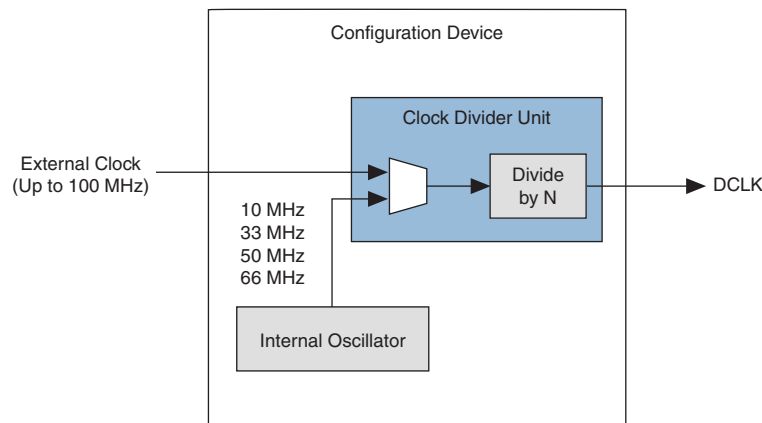 Configuration Device
Clock Divider Unit
External Clock
(Up to 100 MHz)
Divide
by N
DCLK
10 MHz
33 MHz
50 MHz
66 MHz
Internal Oscillator